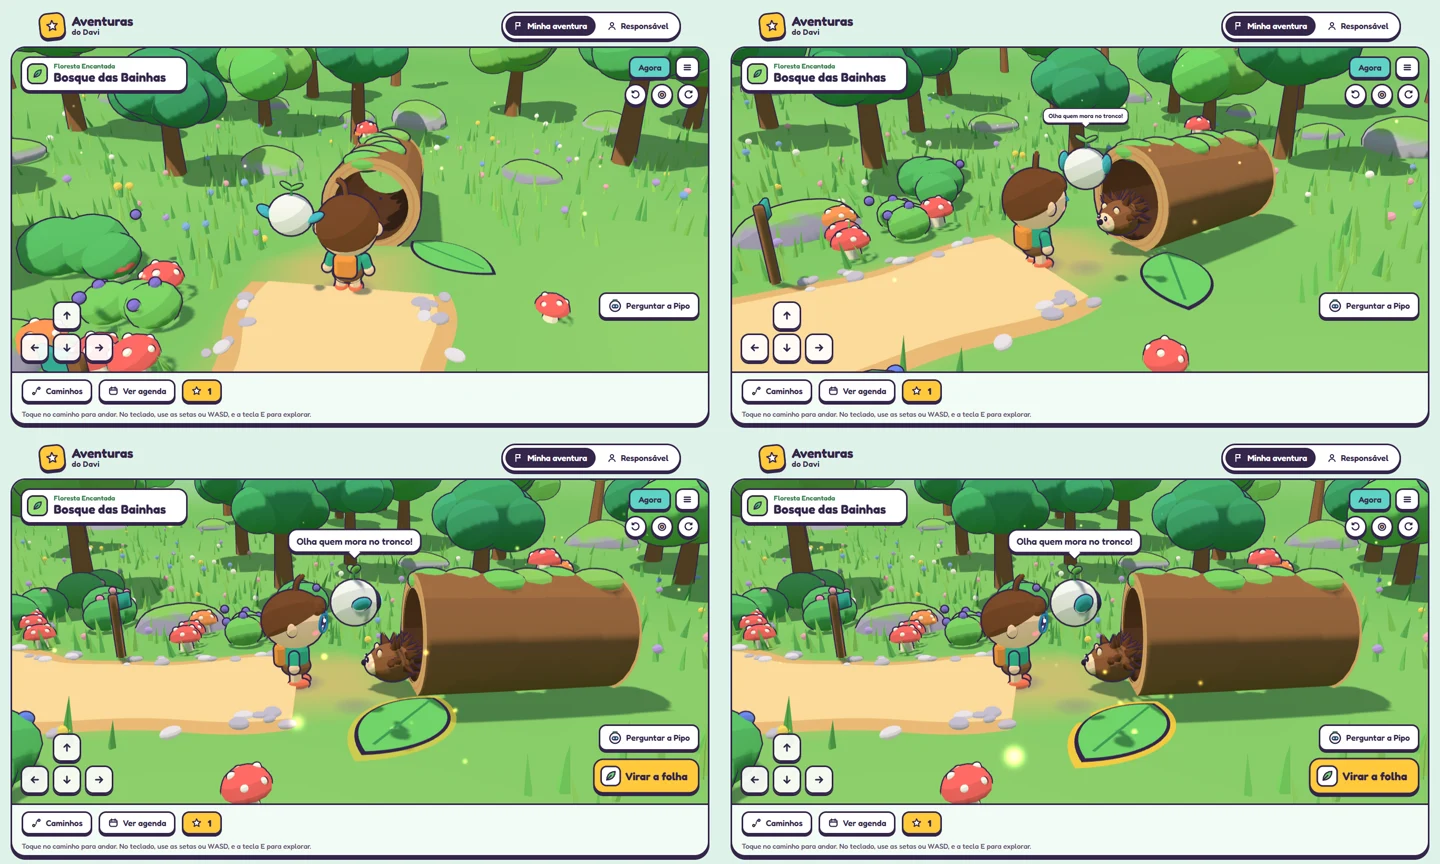 Aventuras
do Davi
Minha aventura
Responsável
Floresta Encantada
Bosque das Bainhas
Agora
Perguntar a Pipo
Caminhos
Ver agenda
1
Toque no caminho para andar. No teclado, use as setas ou WASD, e a tecla E para explorar.
Aventuras
do Davi
Minha aventura
Responsável
Floresta Encantada
Bosque das Bainhas
Agora
Olha quem mora no tronco!
Perguntar a Pipo
Caminhos
Ver agenda
1
Toque no caminho para andar. No teclado, use as setas ou WASD, e a tecla E para explorar.
Aventuras
do Davi
Minha aventura
Responsável
Floresta Encantada
Bosque das Bainhas
Agora
Olha quem mora no tronco!
Perguntar a Pipo
Virar a folha
Caminhos
Ver agenda
1
Toque no caminho para andar. No teclado, use as setas ou WASD, e a tecla E para explorar.
Aventuras
do Davi
Minha aventura
Responsável
Floresta Encantada
Bosque das Bainhas
Agora
Olha quem mora no tronco!
Perguntar a Pipo
Virar a folha
Caminhos
Ver agenda
1
Toque no caminho para andar. No teclado, use as setas ou WASD, e a tecla E para explorar.